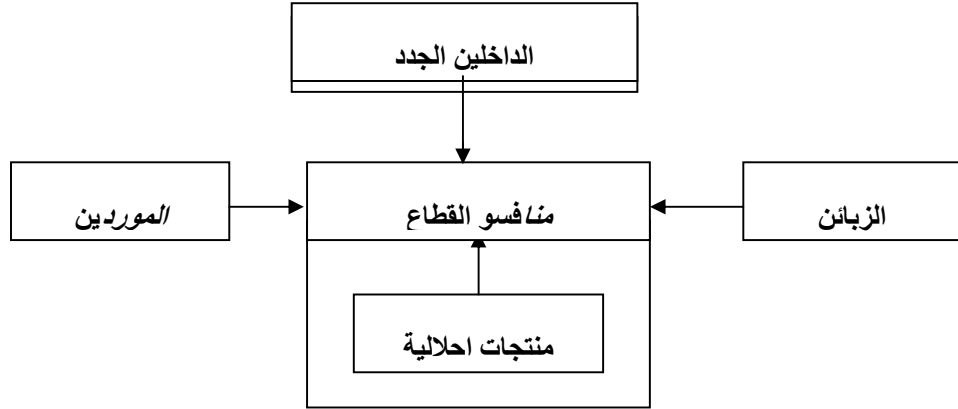 الداخلين الجدد
الموردين
منافسو القطاع
الزبائن
منتجات احلالية